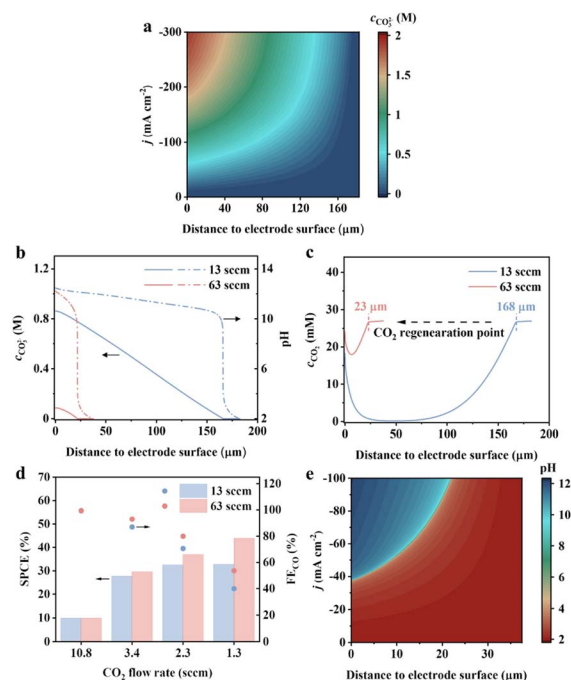 a
c CO₃²⁻ (M)
j (mA cm⁻²)
-300
-200
-100
0
0 40 80 120 160
Distance to electrode surface (μm)
2
1.5
1
0.5
0
b
13 sccm
63 sccm
c CO₃²⁻ (M)
1.2
0.8
0.4
0
pH
14
10
6
2
0 50 100 150 200
Distance to electrode surface (μm)
c
13 sccm
63 sccm
23 μm
168 μm
CO₂ regenearation point
c CO₂ (mM)
40
30
20
10
0
0 50 100 150 200
Distance to electrode surface (μm)
d
13 sccm
63 sccm
SPCE (%)
70
60
50
40
30
20
10
0
FE CO (%)
120
100
80
60
40
20
0
10.8 3.4 2.3 1.3
CO₂ flow rate (sccm)
e
pH
j (mA cm⁻²)
-100
-80
-60
-40
-20
0
0 10 20 30
Distance to electrode surface (μm)
12
10
8
6
4
2